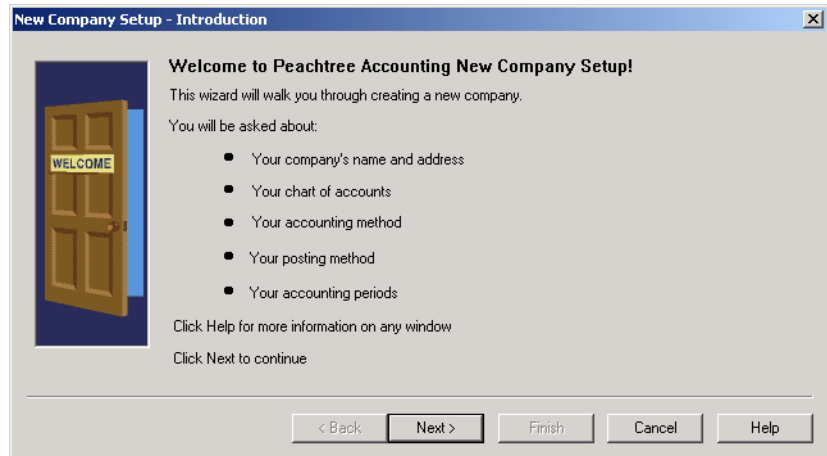 New Company Setup - Introduction
Welcome to Peachtree Accounting New Company Setup!
This wizard will walk you through creating a new company.
You will be asked about:
WELCOME
● Your company's name and address
● Your chart of accounts
● Your accounting method
● Your posting method
● Your accounting periods
Click Help for more information on any window
Click Next to continue
< Back
Next >
Finish
Cancel
Help